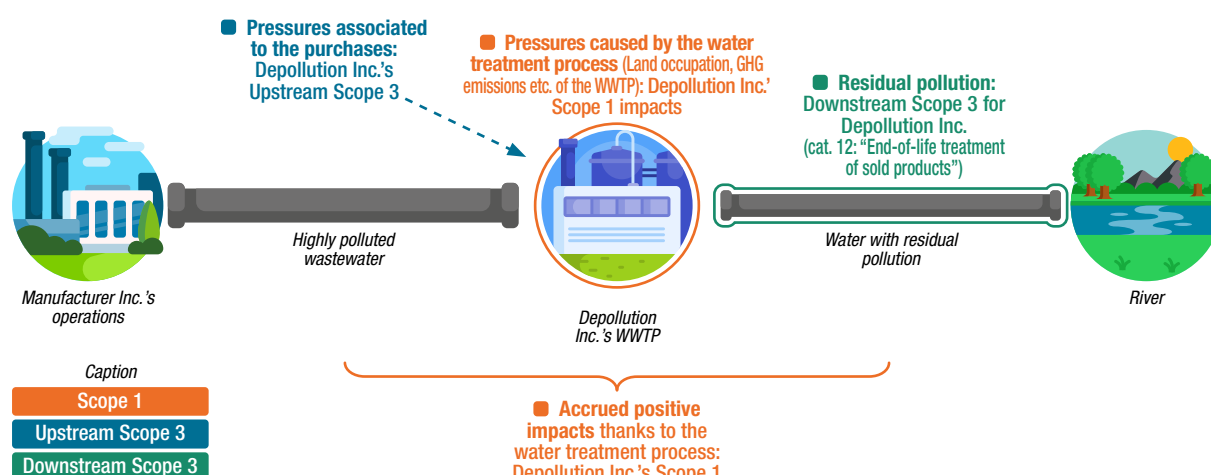 Pressures associated
to the purchases:
Depollution Inc.'s
Upstream Scope 3
Pressures caused by the water
treatment process (Land occupation, GHG
emissions etc. of the WWTP): Depollution Inc.'
Scope 1 impacts
Residual pollution:
Downstream Scope 3 for
Depollution Inc.
(cat. 12: “End-of-life treatment
of sold products”)
Highly polluted
wastewater
Water with residual
pollution
Manufacturer Inc.'s
operations
Depollution
Inc.'s WWTP
River
Caption
Scope 1
Upstream Scope 3
Downstream Scope 3
Accrued positive
impacts thanks to the
water treatment process:
Depollution Inc.'s Scope 1